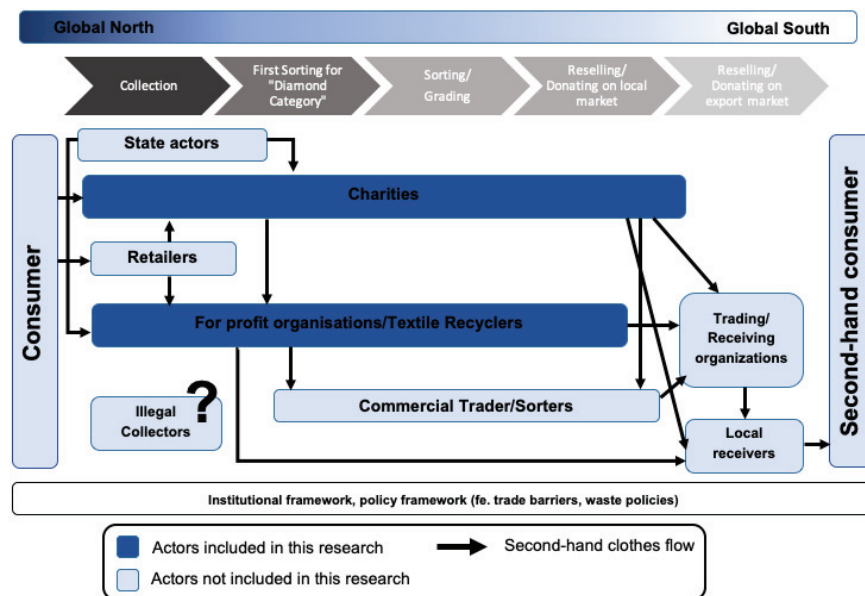 Global North
Global South
Collection
First Sorting for
"Diamond
Category"
Sorting/
Grading
Reselling/
Donating on local
market
Reselling/
Donating on
export market
Consumer
State actors
Charities
Retailers
For profit organisations/Textile Recyclers
Trading/
Receiving
organizations
Illegal
Collectors
?
Commercial Trader/Sorters
Local
receivers
Second-hand consumer
Institutional framework, policy framework (fe. trade barriers, waste policies)
Actors included in this research
Second-hand clothes flow
Actors not included in this research